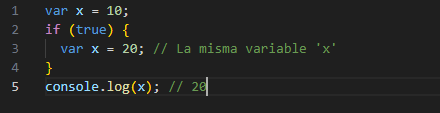 1 var x = 10;
2 if (true) {
3 var x = 20; // La misma variable 'x'
4 }
5 console.log(x); // 20